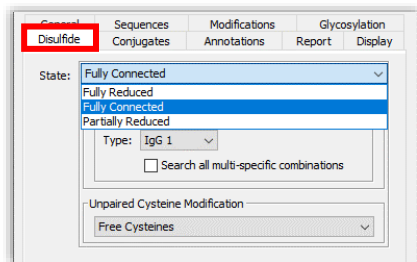 General Sequences Modifications Glycosylation
Disulfide Conjugates Annotations Report Display
State: Fully Connected
Fully Reduced
Fully Connected
Partially Reduced
Type: IgG 1
Search all multi-specific combinations
Unpaired Cysteine Modification
Free Cysteines